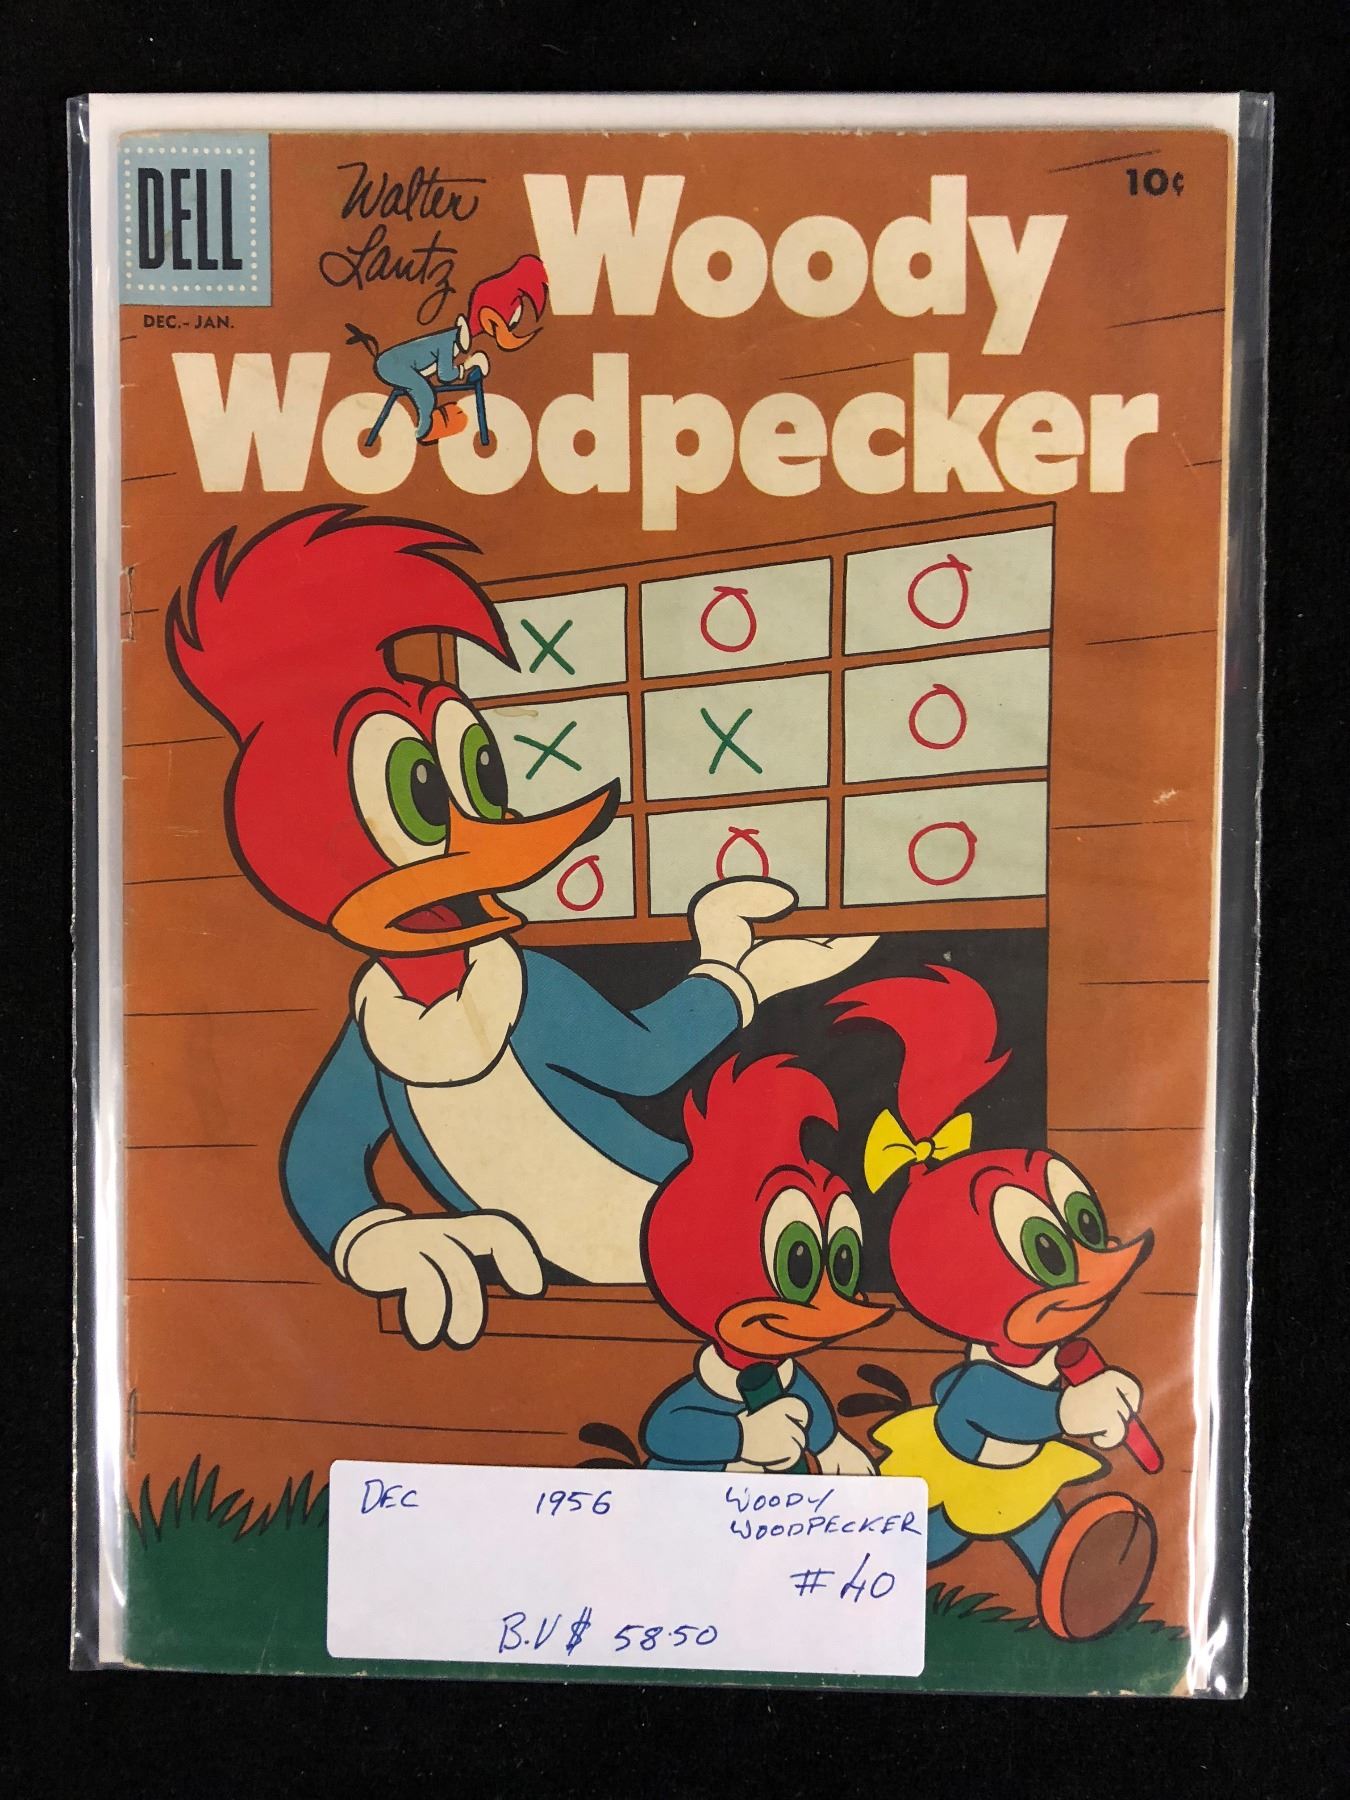 DELL
DEC.-JAN.
Walter
Lantz
Woody
Woodpecker
10¢
X O O
X X O
O O O
DEC 1956 WOODY
WOODPECKER
# 40
B.V $ 58.50